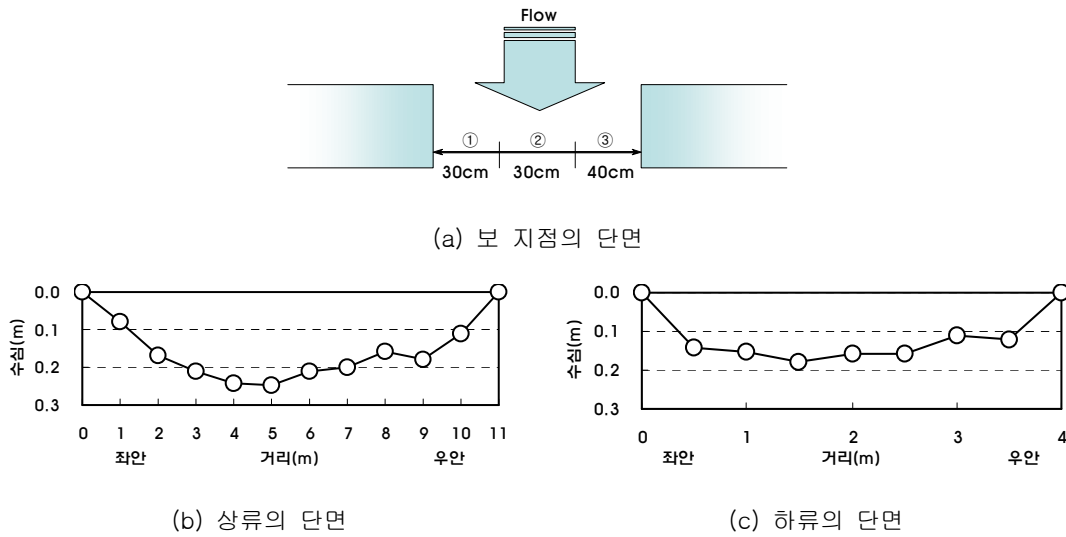 Flow
① ② ③
30cm 30cm 40cm
(a) 보 지점의 단면
수심(m)
0.0
0.1
0.2
0.3
0 1 2 3 4 5 6 7 8 9 10 11
좌안 거리(m) 우안
(b) 상류의 단면
수심(m)
0.0
0.1
0.2
0.3
0 1 2 3 4
좌안 거리(m) 우안
(c) 하류의 단면